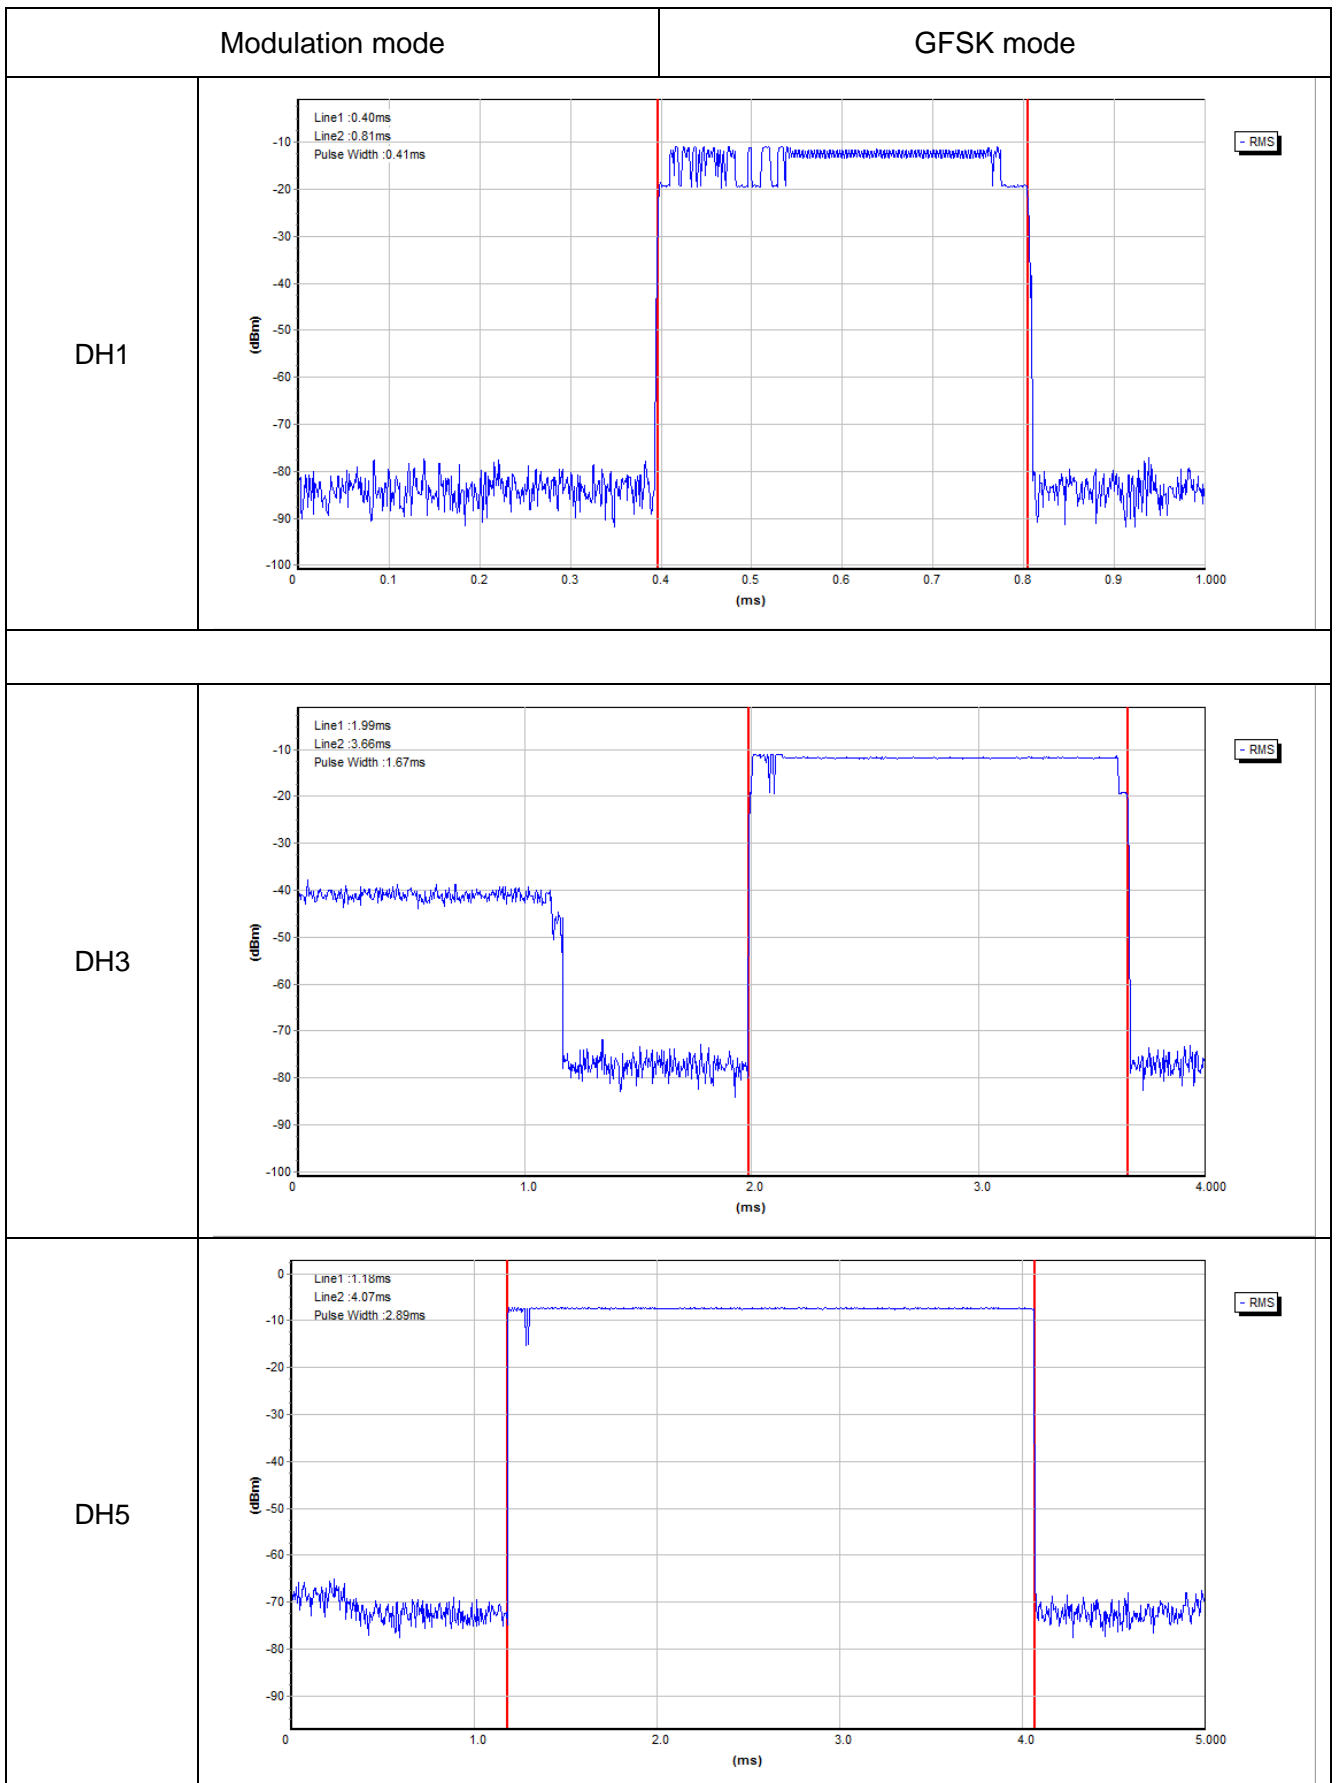 Modulation mode
GFSK mode
DH1
Line1 :0.40ms
Line2 :0.81ms
Pulse Width :0.41ms
- RMS
-10
-20
-30
-40
-50
-60
-70
-80
-90
-100
(dBm)
0 0.1 0.2 0.3 0.4 0.5 0.6 0.7 0.8 0.9 1.000
(ms)
DH3
Line1 :1.99ms
Line2 :3.66ms
Pulse Width :1.67ms
- RMS
-10
-20
-30
-40
-50
-60
-70
-80
-90
-100
(dBm)
0 1.0 2.0 3.0 4.000
(ms)
DH5
Line1 :1.18ms
Line2 :4.07ms
Pulse Width :2.89ms
- RMS
0
-10
-20
-30
-40
-50
-60
-70
-80
-90
(dBm)
0 1.0 2.0 3.0 4.0 5.000
(ms)